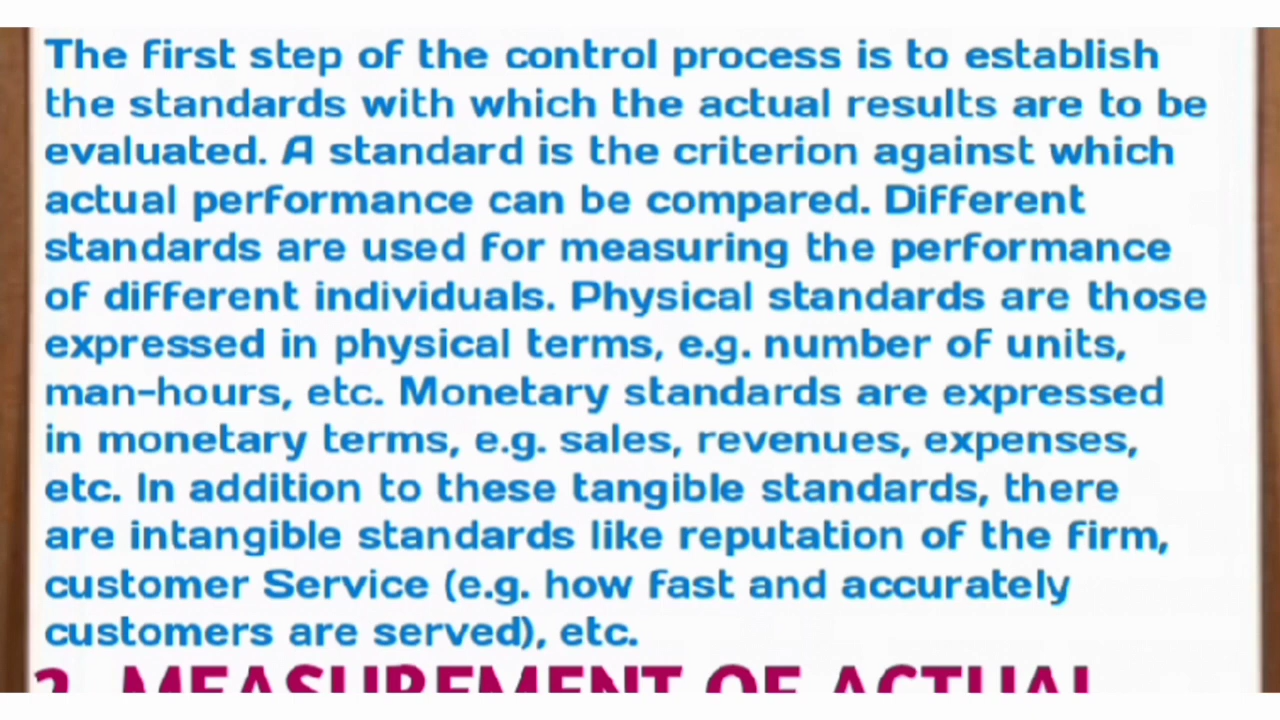 The first step of the control process is to establish
the standards with which the actual results are to be
evaluated. A standard is the criterion against which
actual performance can be compared. Different
standards are used for measuring the performance
of different individuals. Physical standards are those
expressed in physical terms, e.g. number of units,
man-hours, etc. Monetary standards are expressed
in monetary terms, e.g. sales, revenues, expenses,
etc. In addition to these tangible standards, there
are intangible standards like reputation of the firm,
customer Service (e.g. how fast and accurately
customers are served), etc.
2. MEASUREMENT OF ACTUAL